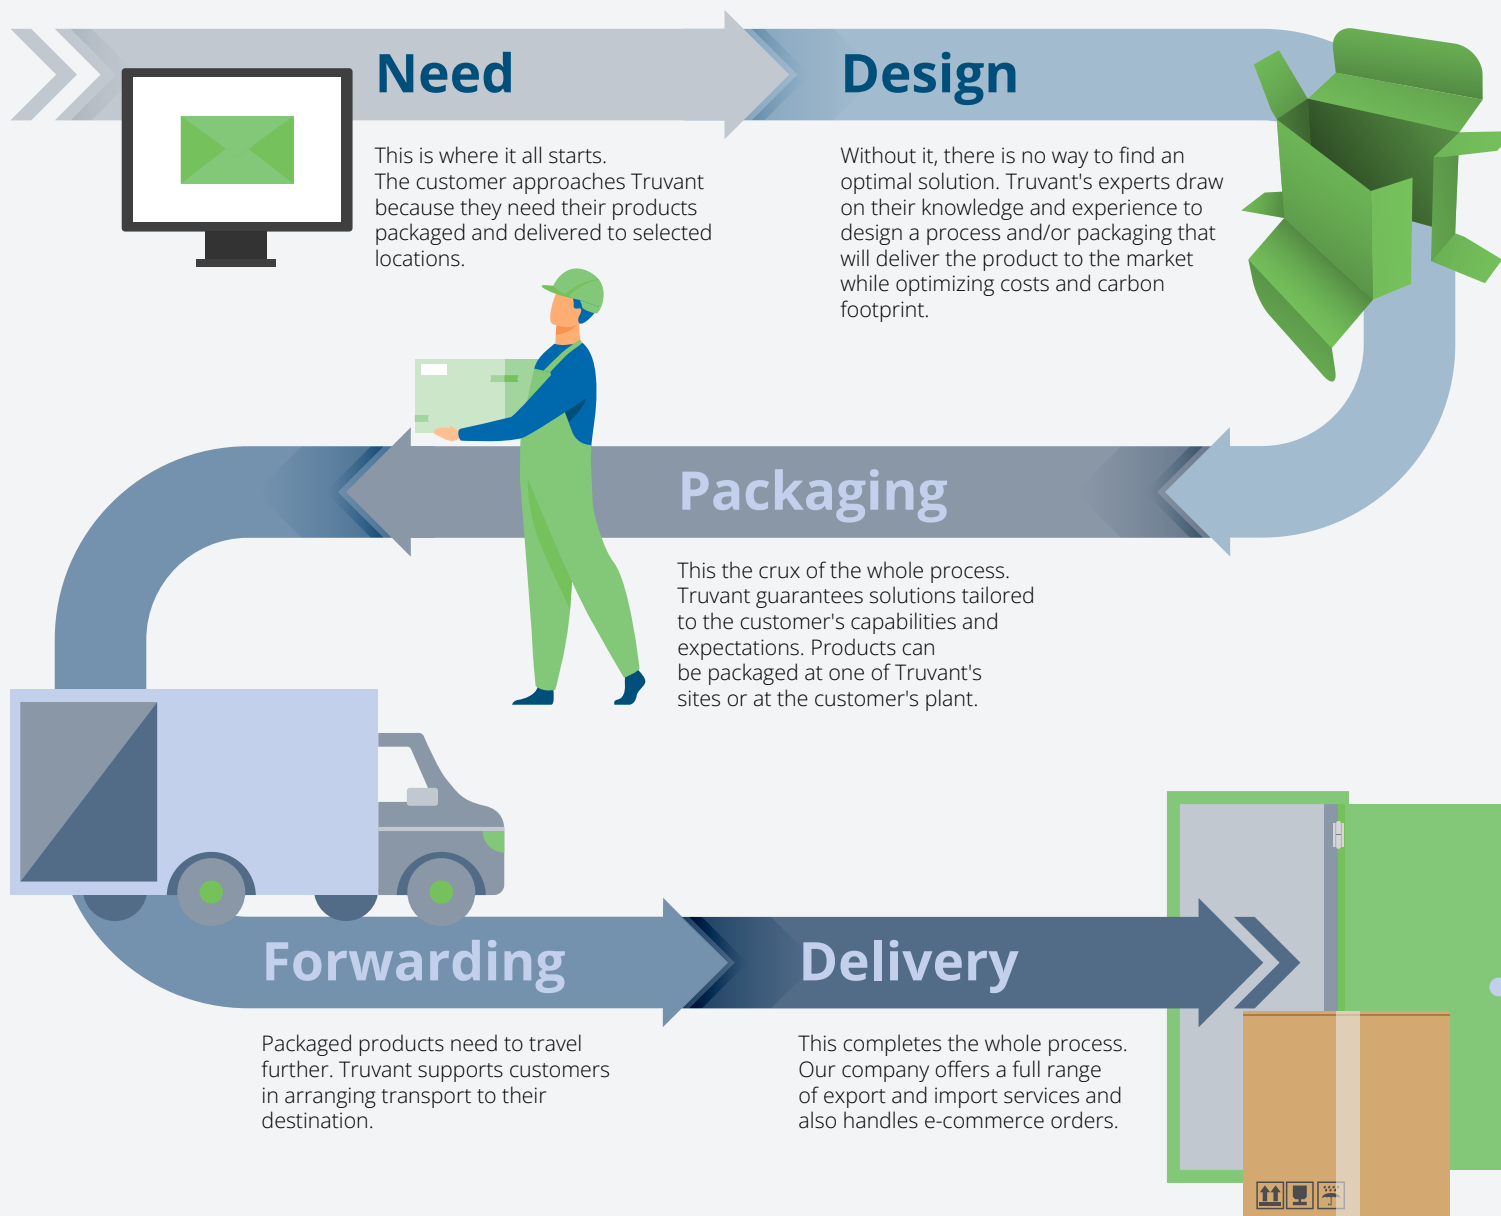 Need
This is where it all starts.
The customer approaches Truvant
because they need their products
packaged and delivered to selected
locations.
Design
Without it, there is no way to find an
optimal solution. Truvant's experts draw
on their knowledge and experience to
design a process and/or packaging that
will deliver the product to the market
while optimizing costs and carbon
footprint.
Packaging
This the crux of the whole process.
Truvant guarantees solutions tailored
to the customer's capabilities and
expectations. Products can
be packaged at one of Truvant's
sites or at the customer's plant.
Forwarding
Packaged products need to travel
further. Truvant supports customers
in arranging transport to their
destination.
Delivery
This completes the whole process.
Our company offers a full range
of export and import services and
also handles e-commerce orders.